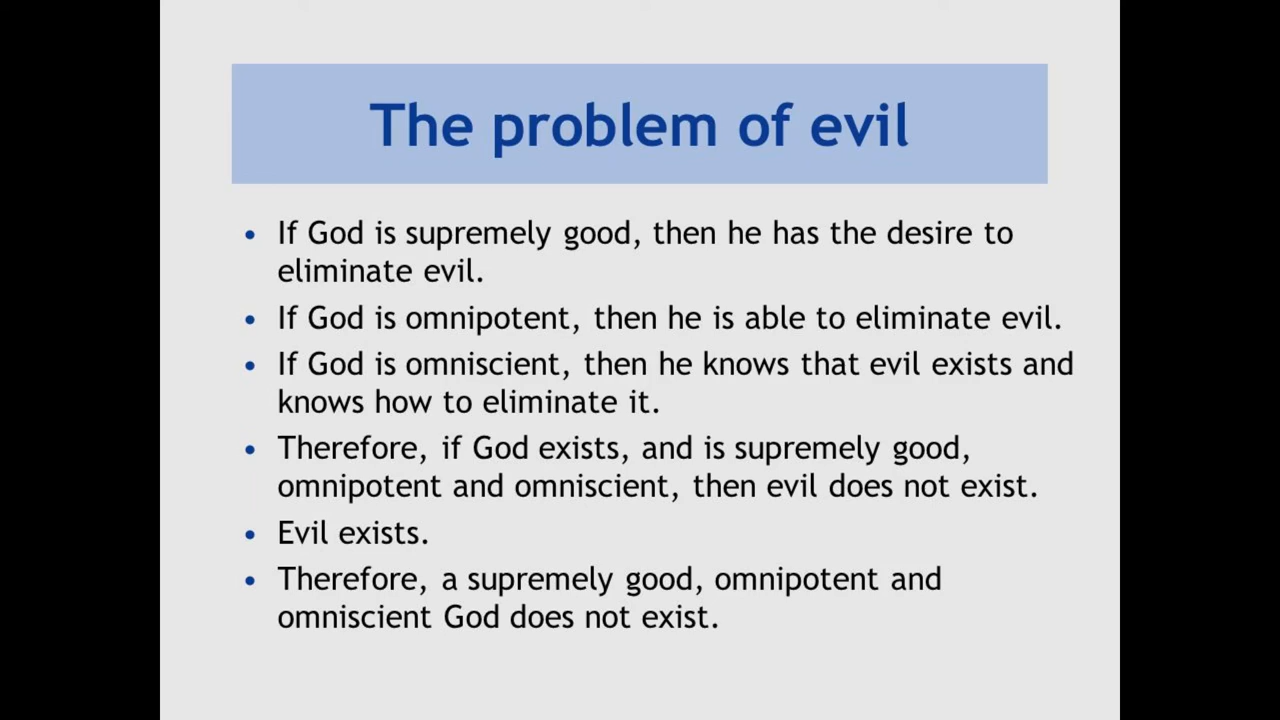 The problem of evil
• If God is supremely good, then he has the desire to
eliminate evil.
• If God is omnipotent, then he is able to eliminate evil.
• If God is omniscient, then he knows that evil exists and
knows how to eliminate it.
• Therefore, if God exists, and is supremely good,
omnipotent and omniscient, then evil does not exist.
• Evil exists.
• Therefore, a supremely good, omnipotent and
omniscient God does not exist.